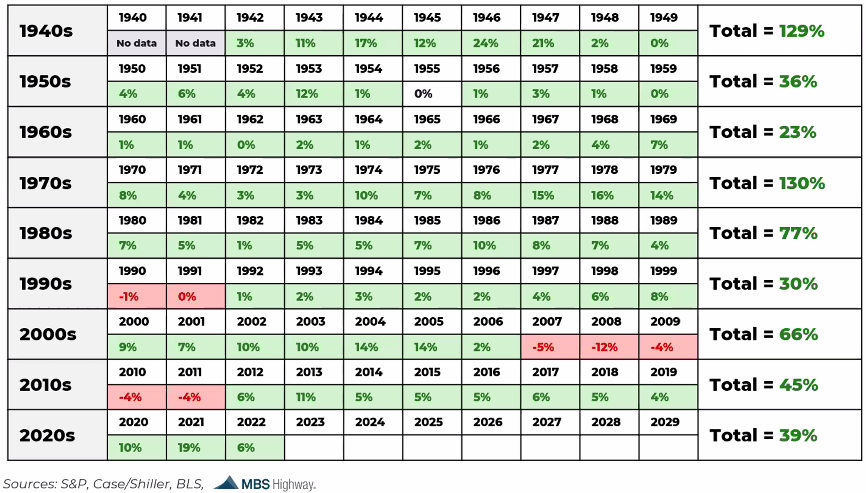 1940 1941 1942 1943 1944 1945 1946 1947 1948 1949
1940s Total = 129%
No data No data 3% 11% 17% 12% 24% 21% 2% 0%
1950 1951 1952 1953 1954 1955 1956 1957 1958 1959
1950s Total = 36%
4% 6% 4% 12% 1% 0% 1% 3% 1% 0%
1960 1961 1962 1963 1964 1965 1966 1967 1968 1969
1960s Total = 23%
1% 1% 0% 2% 1% 2% 1% 2% 4% 7%
1970 1971 1972 1973 1974 1975 1976 1977 1978 1979
1970s Total = 130%
8% 4% 3% 3% 10% 7% 8% 15% 16% 14%
1980 1981 1982 1983 1984 1985 1986 1987 1988 1989
1980s Total = 77%
7% 5% 1% 5% 5% 7% 10% 8% 7% 4%
1990 1991 1992 1993 1994 1995 1996 1997 1998 1999
1990s Total = 30%
-1% 0% 1% 2% 3% 2% 2% 4% 6% 8%
2000 2001 2002 2003 2004 2005 2006 2007 2008 2009
2000s Total = 66%
9% 7% 10% 10% 14% 14% 2% -5% -12% -4%
2010 2011 2012 2013 2014 2015 2016 2017 2018 2019
2010s Total = 45%
-4% -4% 6% 11% 5% 5% 5% 6% 5% 4%
2020 2021 2022 2023 2024 2025 2026 2027 2028 2029
2020s Total = 39%
10% 19% 6%
Sources: S&P, Case/Shiller, BLS, MBS Highway.